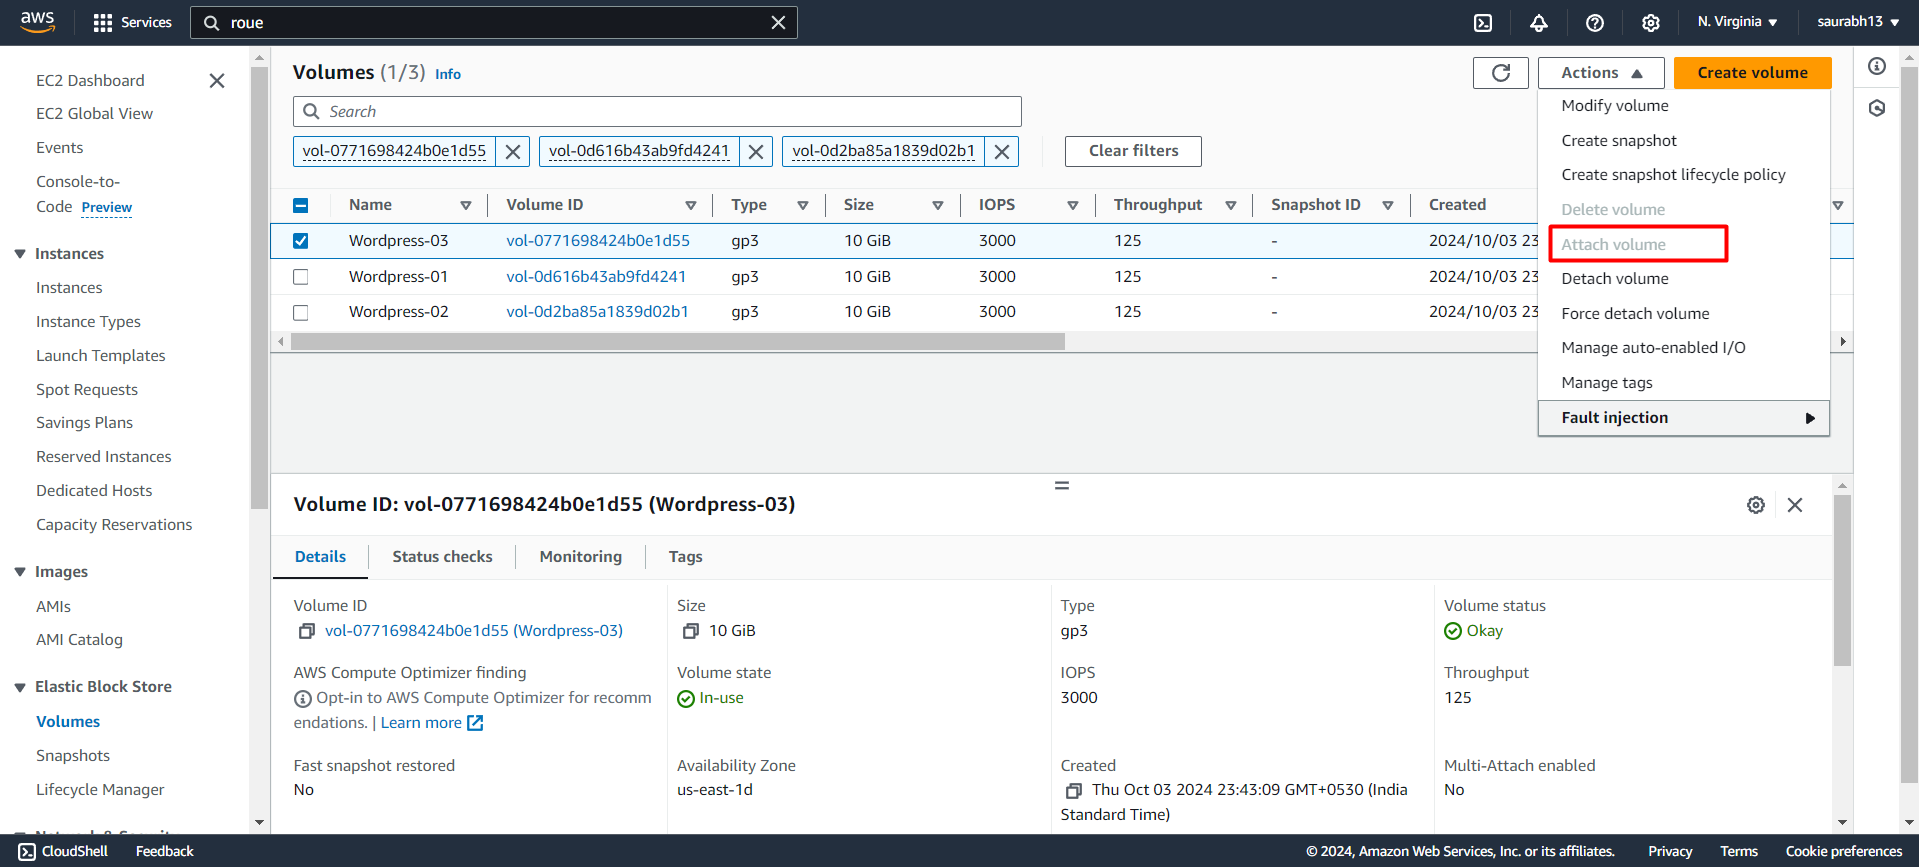 aws Services roue N. Virginia saurabh13
EC2 Dashboard
EC2 Global View
Events
Console-to-
Code Preview
Instances
Instances
Instance Types
Launch Templates
Spot Requests
Savings Plans
Reserved Instances
Dedicated Hosts
Capacity Reservations
Images
AMIs
AMI Catalog
Elastic Block Store
Volumes
Snapshots
Lifecycle Manager
Volumes (1/3) Info
Actions
Create volume
Search
vol-0771698424b0e1d55 vol-0d616b43ab9fd4241 vol-0d2ba85a1839d02b1 Clear filters
Name Volume ID Type Size IOPS Throughput Snapshot ID Created
Wordpress-03 vol-0771698424b0e1d55 gp3 10 GiB 3000 125 - 2024/10/03 23
Wordpress-01 vol-0d616b43ab9fd4241 gp3 10 GiB 3000 125 - 2024/10/03 23
Wordpress-02 vol-0d2ba85a1839d02b1 gp3 10 GiB 3000 125 - 2024/10/03 23
Modify volume
Create snapshot
Create snapshot lifecycle policy
Delete volume
Attach volume
Detach volume
Force detach volume
Manage auto-enabled I/O
Manage tags
Fault injection
Volume ID: vol-0771698424b0e1d55 (Wordpress-03)
Details Status checks Monitoring Tags
Volume ID
vol-0771698424b0e1d55 (Wordpress-03)
Size
10 GiB
Type
gp3
Volume status
Okay
AWS Compute Optimizer finding
Opt-in to AWS Compute Optimizer for recomm
endations. | Learn more
Volume state
In-use
IOPS
3000
Throughput
125
Fast snapshot restored
No
Availability Zone
us-east-1d
Created
Thu Oct 03 2024 23:43:09 GMT+0530 (India
Standard Time)
Multi-Attach enabled
No
CloudShell Feedback © 2024, Amazon Web Services, Inc. or its affiliates. Privacy Terms Cookie preferences